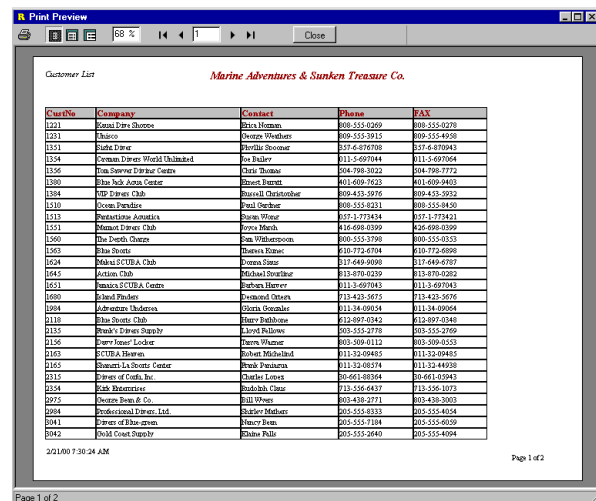 Print Preview
68 % 1 Close
Customer List Marine Adventures & Sunken Treasure Co.
CustNo Company Contact Phone FAX
1221 Kauai Dive Shoppe Erica Norman 808-555-0269 808-555-0278
1231 Unisco George Weathers 809-555-3915 809-555-4958
1351 Sight Diver Phyllis Spooner 357-6-876708 357-6-870943
1354 Cayman Divers World Unlimited Joe Bailey 011-5-697044 011-5-697064
1356 Tom Sawyer Diving Centre Chris Thomas 504-798-3022 504-798-7772
1380 Blue Jack Aqua Center Ernest Barratt 401-609-7623 401-609-9403
1384 VIP Divers Club Russell Christopher 809-453-5976 809-453-5932
1510 Ocean Paradise Paul Gardner 808-555-8231 808-555-8450
1513 Fantastique Aquatica Susan Wong 057-1-773434 057-1-773421
1551 Marmot Divers Club Joyce Marsh 416-698-0399 426-698-0399
1560 The Depth Charge Sam Witherspoon 800-555-3798 800-555-0353
1563 Blue Sports Theresa Kunec 610-772-6704 610-772-6898
1624 Makai SCUBA Club Donna Siaus 317-649-9098 317-649-6787
1645 Action Club Michael Spurling 813-870-0239 813-870-0282
1651 Jamaica SCUBA Centre Barbara Harvey 011-3-697043 011-3-697043
1680 Island Finders Desmond Ortega 713-423-5675 713-423-5676
1984 Adventure Undersea Gloria Gonzales 011-34-09054 011-34-09064
2118 Blue Sports Club Harry Bathbone 612-897-0342 612-897-0348
2135 Frank's Divers Supply Lloyd Fellows 503-555-2778 503-555-2769
2156 Davy Jones' Locker Tanya Wagner 803-509-0112 803-509-0553
2163 SCUBA Heaven Robert Michelind 011-32-09485 011-32-09485
2165 Shangri-La Sports Center Frank Paniagua 011-32-08574 011-32-44938
2315 Divers of Corfu, Inc. Charles Lopez 30-661-88364 30-661-05943
2354 Kirk Enterprises Rudolph Claus 713-556-6437 713-556-1073
2975 George Bean & Co. Bill Wyers 803-438-2771 803-438-3003
2984 Professional Divers, Ltd. Shirley Mathers 205-555-8333 205-555-4054
3041 Divers of Blue-green Nancy Bean 205-555-7184 205-555-6059
3042 Gold Coast Supply Elaine Falls 205-555-2640 205-555-4094
2/21/00 7:30:24 AM
Page 1 of 2
Page 1 of 2